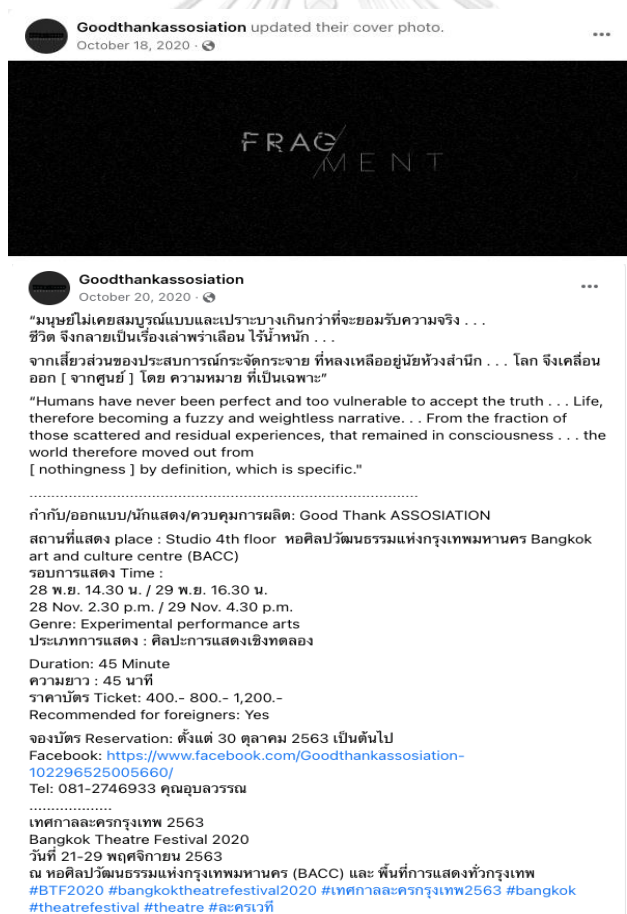 Goodthankassosiation updated their cover photo.
October 18, 2020 ·
FRAG/
MENT
Goodthankassosiation
October 20, 2020 ·
“มนุษย์ไม่เคยสมบูรณ์แบบและเปราะบางเกินกว่าที่จะยอมรับความจริง . . .
ชีวิต จึงกลายเป็นเรื่องเล่าพร่าเลือน ไร้น้ำหนัก . . .
จากเสี้ยวส่วนของประสบการณ์กระจัดกระจาย ที่หลงเหลืออยู่นัยห้วงสำนึก . . . โลก จึงเคลื่อน
ออก [ จากศูนย์ ] โดย ความหมาย ที่เป็นเฉพาะ”
“Humans have never been perfect and too vulnerable to accept the truth . . . Life,
therefore becoming a fuzzy and weightless narrative. . . From the fraction of
those scattered and residual experiences, that remained in consciousness . . . the
world therefore moved out from
[ nothingness ] by definition, which is specific."
..........................................................................................
กำกับ/ออกแบบ/นักแสดง/ควบคุมการผลิต: Good Thank ASSOSIATION
สถานที่แสดง place : Studio 4th floor หอศิลปวัฒนธรรมแห่งกรุงเทพมหานคร Bangkok
art and culture centre (BACC)
รอบการแสดง Time :
28 พ.ย. 14.30 น. / 29 พ.ย. 16.30 น.
28 Nov. 2.30 p.m. / 29 Nov. 4.30 p.m.
Genre: Experimental performance arts
ประเภทการแสดง : ศิลปะการแสดงเชิงทดลอง
Duration: 45 Minute
ความยาว : 45 นาที
ราคาบัตร Ticket: 400.- 800.- 1,200.-
Recommended for foreigners: Yes
จองบัตร Reservation: ตั้งแต่ 30 ตุลาคม 2563 เป็นต้นไป
Facebook: https://www.facebook.com/Goodthankassosiation-
102296525005660/
Tel: 081-2746933 คุณอุบลวรรณ
...................
เทศกาลละครกรุงเทพ 2563
Bangkok Theatre Festival 2020
วันที่ 21-29 พฤศจิกายน 2563
ณ หอศิลปวัฒนธรรมแห่งกรุงเทพมหานคร (BACC) และ พื้นที่การแสดงทั่วกรุงเทพ
#BTF2020 #bangkoktheatrefestival2020 #เทศกาลละครกรุงเทพ2563 #bangkok
#theatrefestival #theatre #ละครเวที